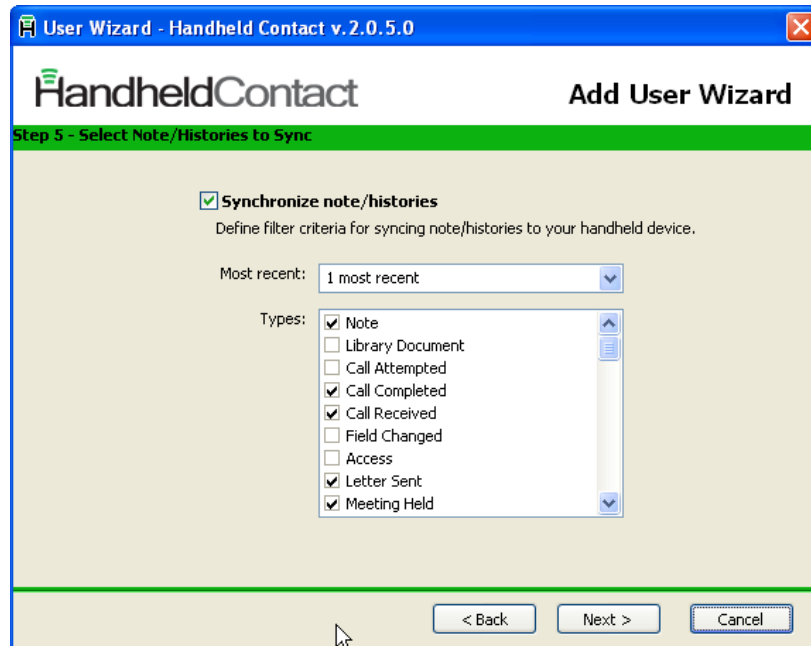 User Wizard - Handheld Contact v.2.0.5.0
HandheldContact
Add User Wizard
Step 5 - Select Note/Histories to Sync
Synchronize note/histories
Define filter criteria for syncing note/histories to your handheld device.
Most recent: 1 most recent
Types:
Note
Library Document
Call Attempted
Call Completed
Call Received
Field Changed
Access
Letter Sent
Meeting Held
< Back Next > Cancel